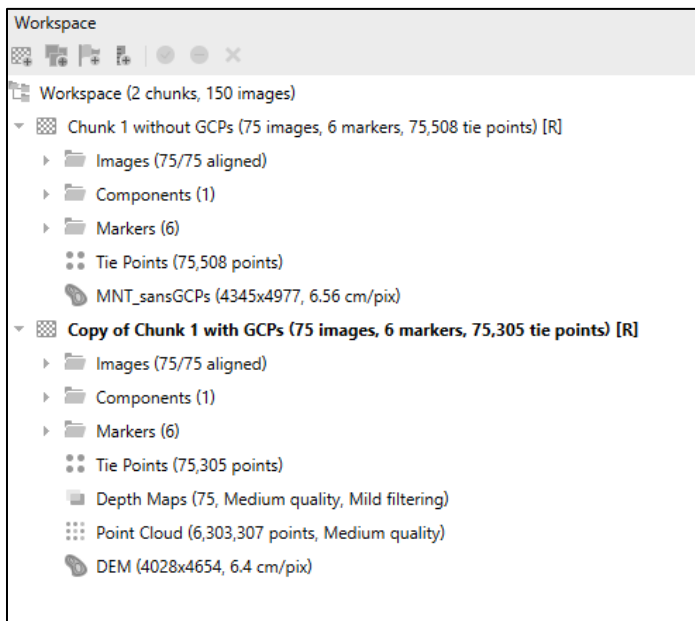 Workspace
Workspace (2 chunks, 150 images)
Chunk 1 without GCPs (75 images, 6 markers, 75,508 tie points) [R]
Images (75/75 aligned)
Components (1)
Markers (6)
Tie Points (75,508 points)
MNT_sansGCPs (4345x4977, 6.56 cm/pix)
Copy of Chunk 1 with GCPs (75 images, 6 markers, 75,305 tie points) [R]
Images (75/75 aligned)
Components (1)
Markers (6)
Tie Points (75,305 points)
Depth Maps (75, Medium quality, Mild filtering)
Point Cloud (6,303,307 points, Medium quality)
DEM (4028x4654, 6.4 cm/pix)